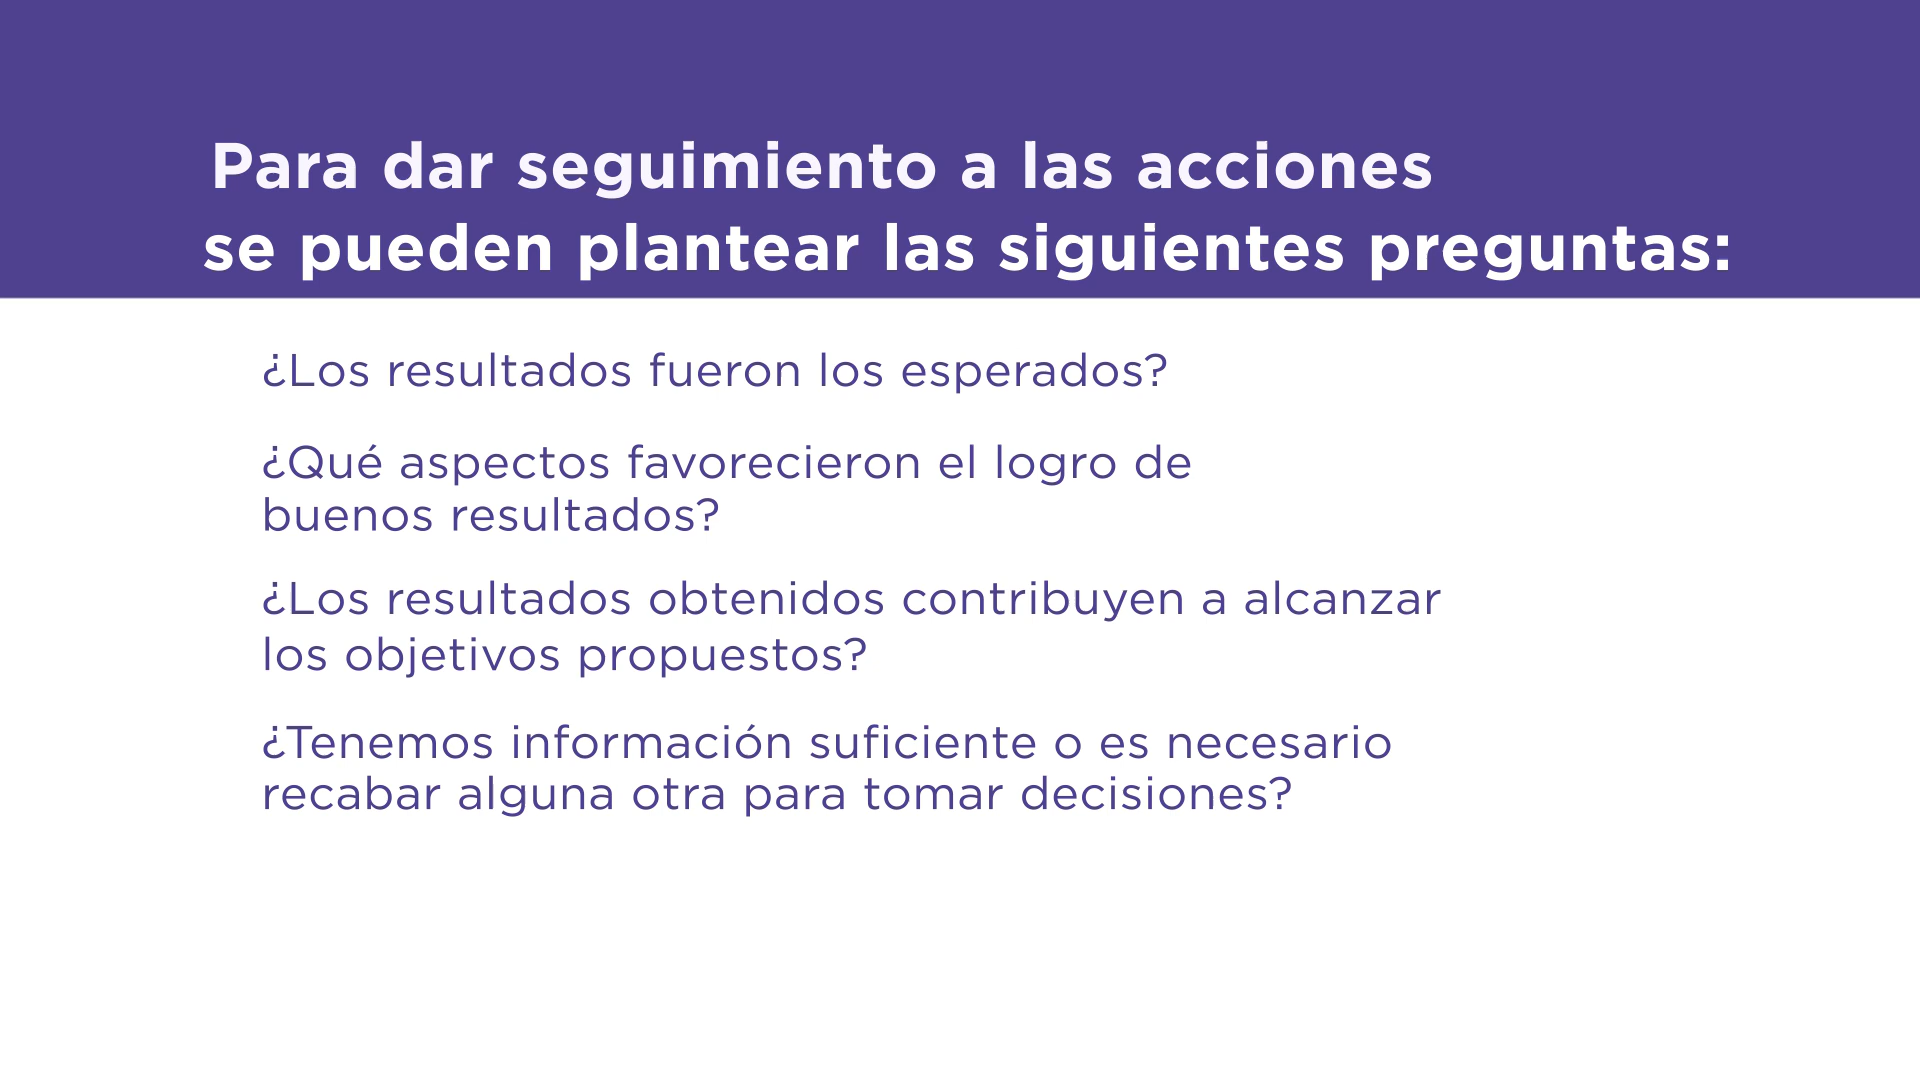 Para dar seguimiento a las acciones
se pueden plantear las siguientes preguntas:
¿Los resultados fueron los esperados?
¿Qué aspectos favorecieron el logro de
buenos resultados?
¿Los resultados obtenidos contribuyen a alcanzar
los objetivos propuestos?
¿Tenemos información suficiente o es necesario
recabar alguna otra para tomar decisiones?